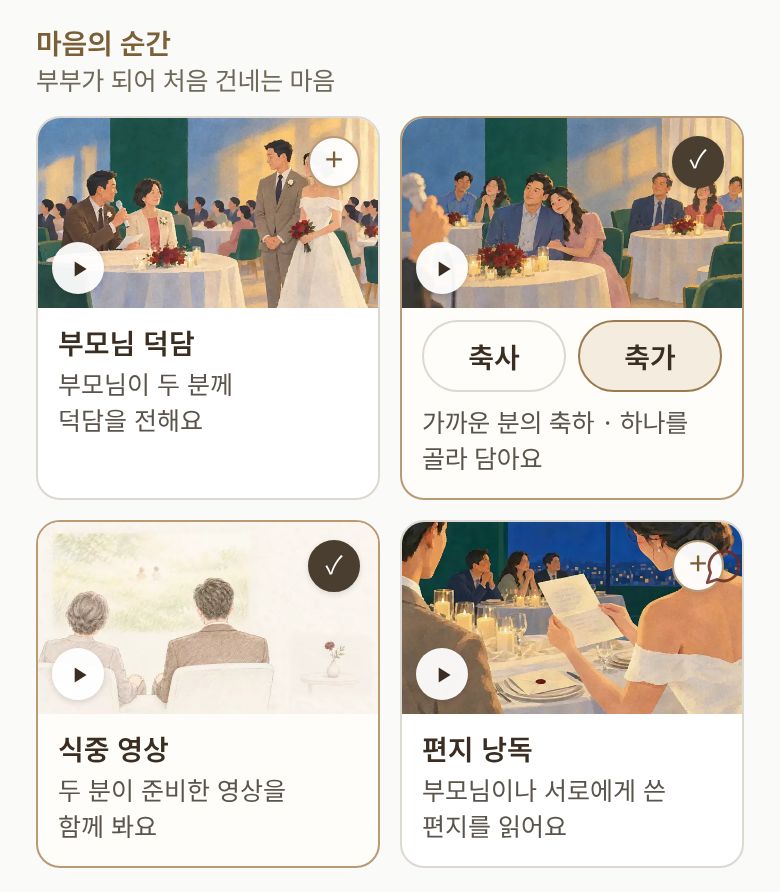 마음의 순간
부부가 되어 처음 건네는 마음
부모님 덕담
부모님이 두 분께
덕담을 전해요
축사
축가
가까운 분의 축하 · 하나를
골라 담아요
식중 영상
두 분이 준비한 영상을
함께 봐요
편지 낭독
부모님이나 서로에게 쓴
편지를 읽어요